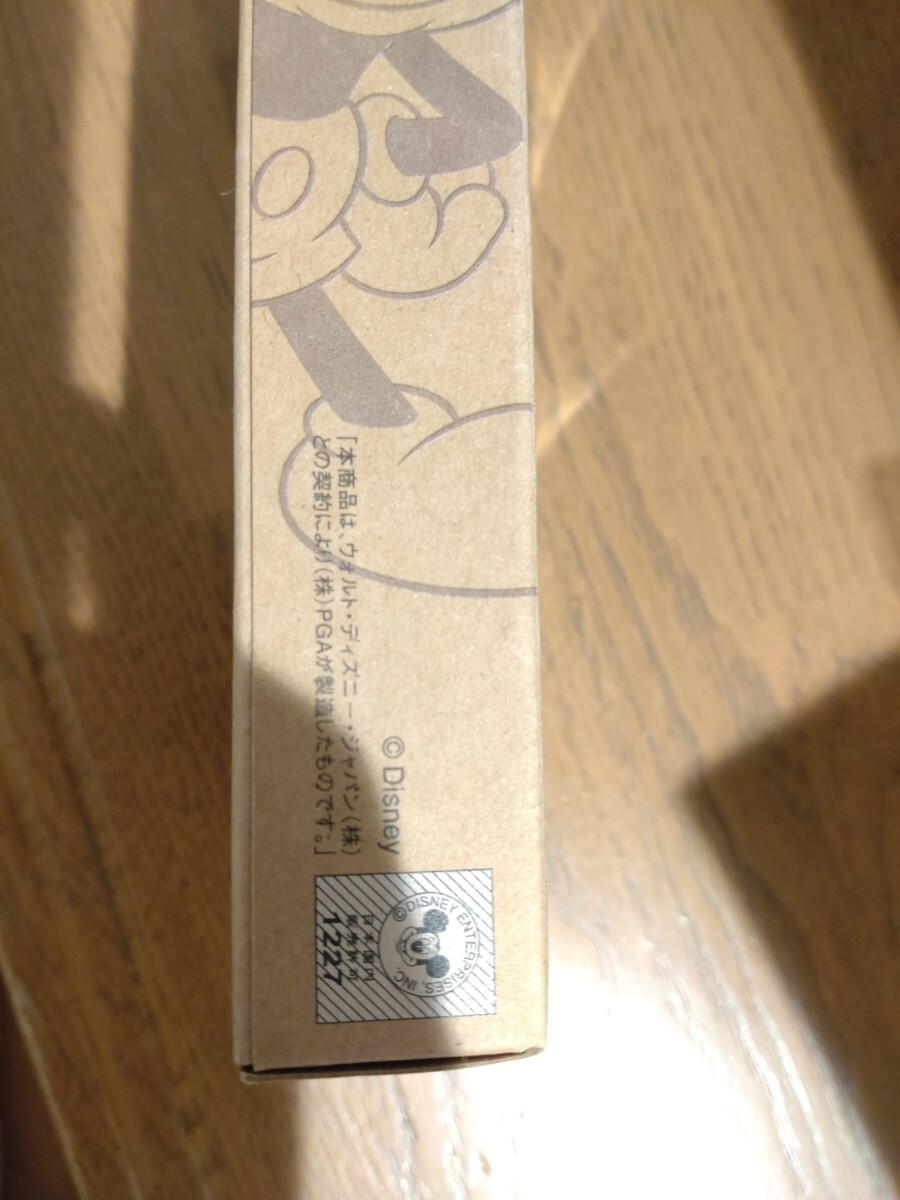 © Disney
「本商品は、ウォルト・ディズニー・ジャパン（株）
との契約により（株）PGAが製造したものです。」
©DISNEY ENTERPRISES, INC.
日本国内
販売許可
1227